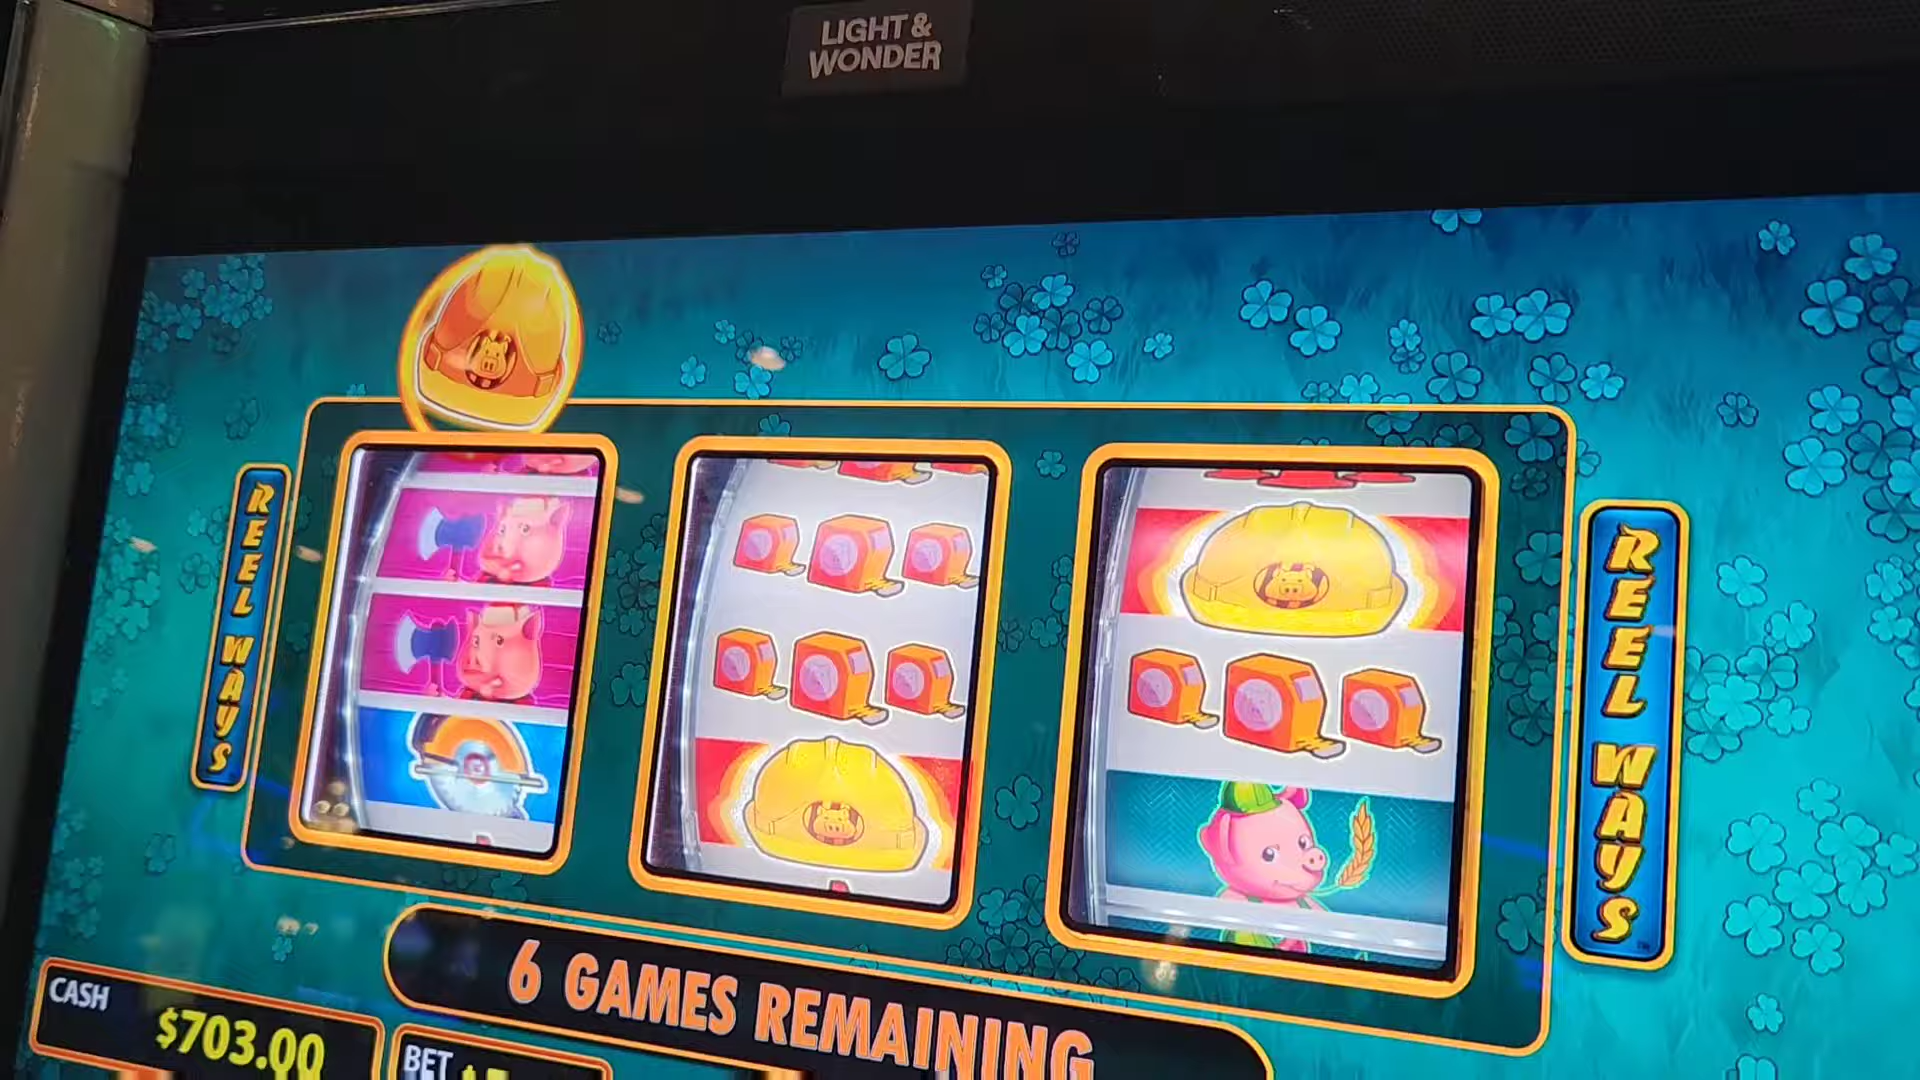 LIGHT &
WONDER
REEL WAYS
REEL WAYS
6 GAMES REMAINING
CASH
$703.00
BET